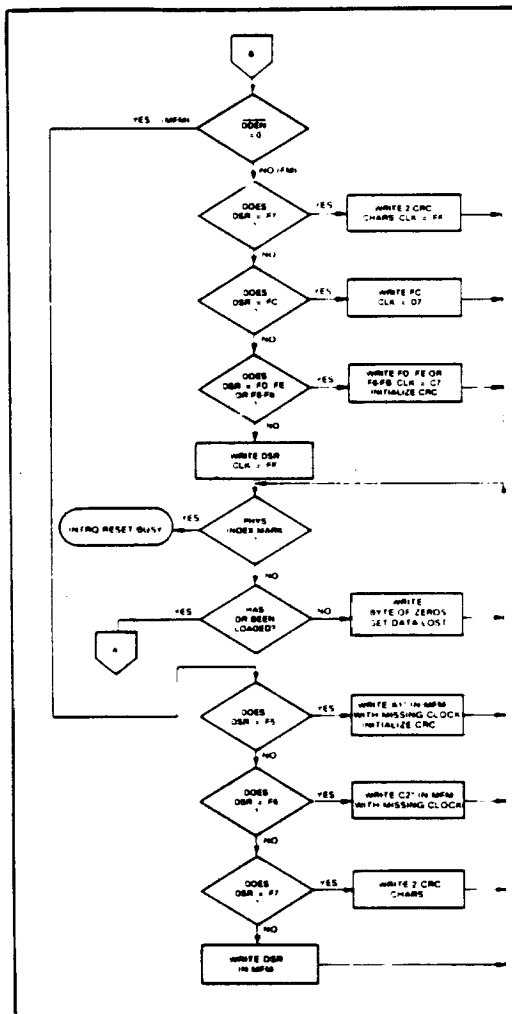 B
YES (MFM)
DDEN
= 0
NO (FM)
DOES
DSR = F7
?
YES
WRITE 2 CRC
CHARS CLK = FF
NO
DOES
DSR = FC
?
YES
WRITE FC
CLK = D7
NO
DOES
DSR = FD, FE
OR F8-FB
?
YES
WRITE FD, FE OR
F8-FB, CLK = C7
INITIALIZE CRC
NO
WRITE DSR
CLK = FF
PHYS
INDEX MARK
?
YES
INTRQ RESET BUSY
NO
HAS
DR BEEN
LOADED?
YES
A
NO
WRITE
BYTE OF ZEROS
SET DATA LOST
DOES
DSR = F5
?
YES
WRITE A1* IN MFM
WITH MISSING CLOCK
INITIALIZE CRC
NO
DOES
DSR = F6
?
YES
WRITE C2* IN MFM
WITH MISSING CLOCK
NO
DOES
DSR = F7
?
YES
WRITE 2 CRC
CHARS
NO
WRITE DSR
IN MFM